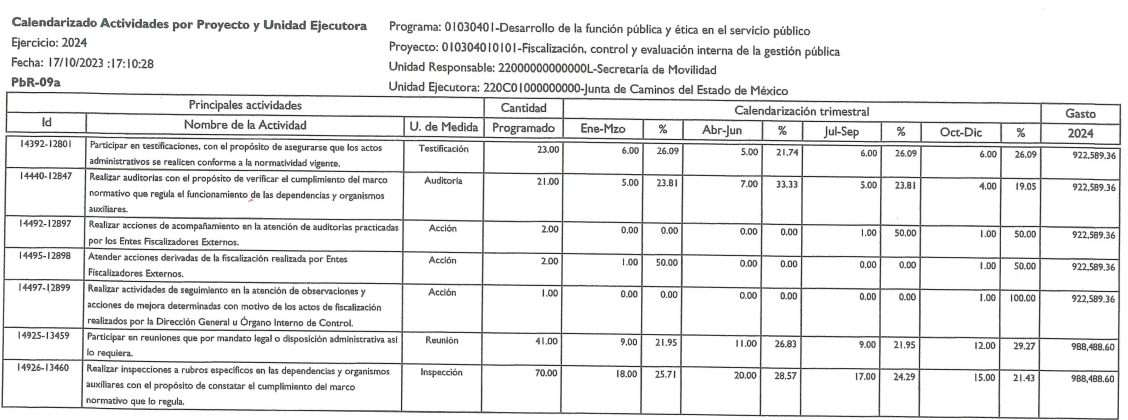 Calendarizado Actividades por Proyecto y Unidad Ejecutora
Ejercicio: 2024
Fecha: 17/10/2023 :17:10:28
PbR-09a
Programa: 01030401-Desarrollo de la función pública y ética en el servicio público
Proyecto: 010304010101-Fiscalización, control y evaluación interna de la gestión pública
Unidad Responsable: 22000000000000L-Secretaría de Movilidad
Unidad Ejecutora: 220C01000000000-Junta de Caminos del Estado de México
Principales actividades Cantidad Calendarización trimestral Gasto
Id Nombre de la Actividad U. de Medida Programado Ene-Mzo % Abr-Jun % Jul-Sep % Oct-Dic % 2024
14392-12801 Participar en testificaciones, con el propósito de asegurarse que los actos Testificación 23.00 6.00 26.09 5.00 21.74 6.00 26.09 6.00 26.09 922,589.36
administrativos se realicen conforme a la normatividad vigente.
14440-12847 Realizar auditorias con el propósito de verificar el cumplimiento del marco Auditoría 21.00 5.00 23.81 7.00 33.33 5.00 23.81 4.00 19.05 922,589.36
normativo que regula el funcionamiento de las dependencias y organismos
auxiliares.
14492-12897 Realizar acciones de acompañamiento en la atención de auditorias practicadas Acción 2.00 0.00 0.00 0.00 0.00 1.00 50.00 1.00 50.00 922,589.36
por los Entes Fiscalizadores Externos.
14495-12898 Atender acciones derivadas de la fiscalización realizada por Entes Acción 2.00 1.00 50.00 0.00 0.00 0.00 0.00 1.00 50.00 922,589.36
Fiscalizadores Externos.
14497-12899 Realizar actividades de seguimiento en la atención de observaciones y Acción 1.00 0.00 0.00 0.00 0.00 0.00 0.00 1.00 100.00 922,589.36
acciones de mejora determinadas con motivo de los actos de fiscalización
realizados por la Dirección General u Órgano Interno de Control.
14925-13459 Participar en reuniones que por mandato legal o disposición administrativa asi Reunión 41.00 9.00 21.95 11.00 26.83 9.00 21.95 12.00 29.27 988,488.60
lo requiera.
14926-13460 Realizar inspecciones a rubros específicos en las dependencias y organismos Inspección 70.00 18.00 25.71 20.00 28.57 17.00 24.29 15.00 21.43 988,488.60
auxiliares con el propósito de constatar el cumplimiento del marco
normativo que lo regula.